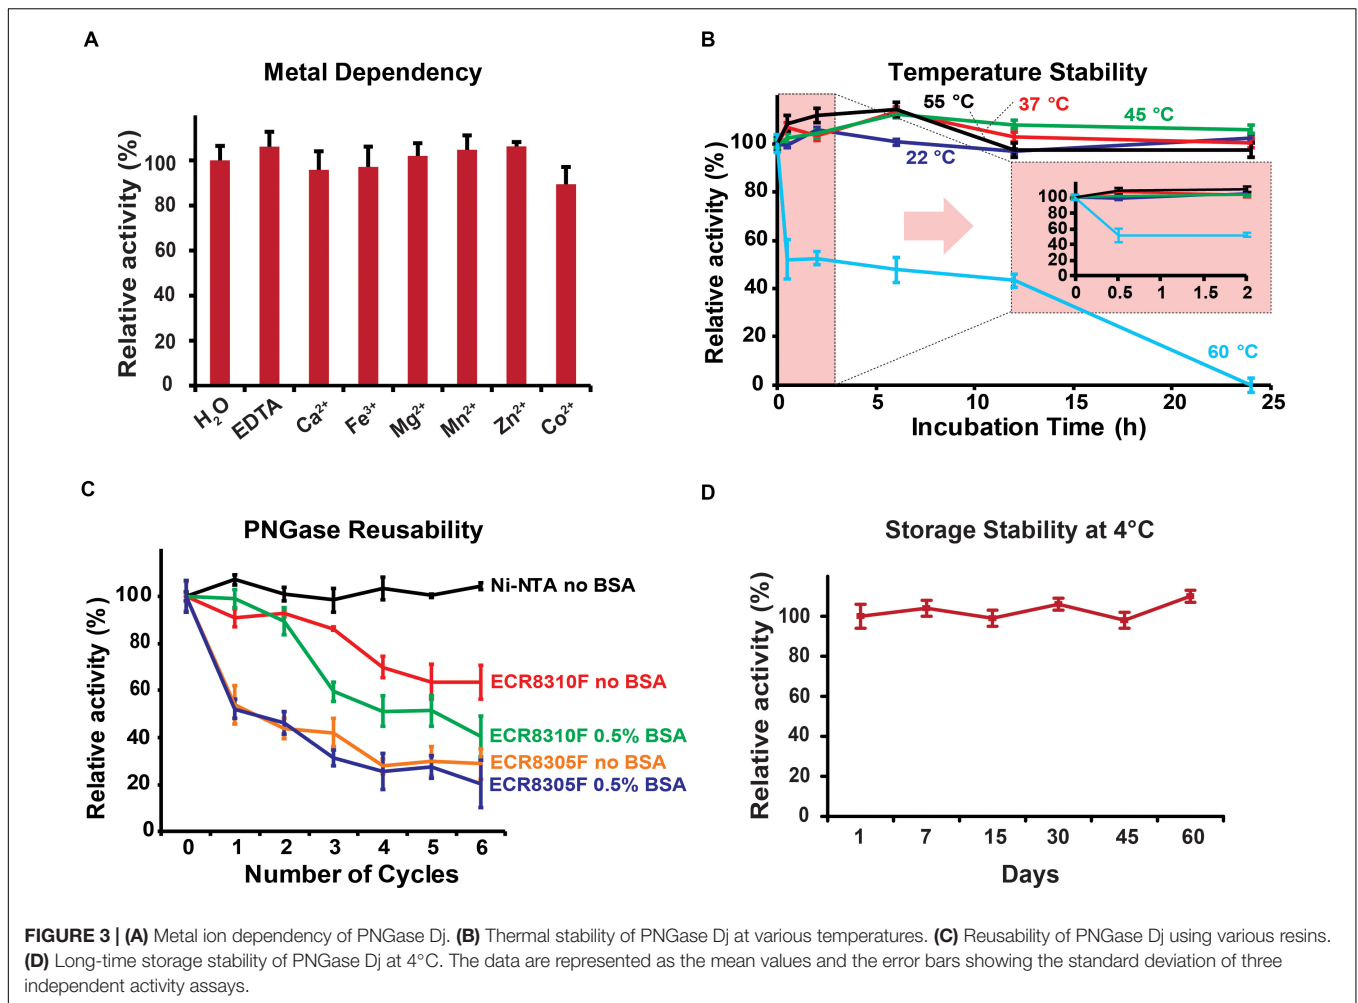 A
Metal Dependency
Relative activity (%)
100
80
60
40
20
0
H₂O
EDTA
Ca²⁺
Fe³⁺
Mg²⁺
Mn²⁺
Zn²⁺
Co²⁺
B
Temperature Stability
Relative activity (%)
100
80
60
40
20
0
55 °C
37 °C
45 °C
22 °C
60 °C
100
80
60
40
20
0
0 0.5 1 1.5 2
0 5 10 15 20 25
Incubation Time (h)
C
PNGase Reusability
Relative activity (%)
100
80
60
40
20
0
Ni-NTA no BSA
ECR8310F no BSA
ECR8310F 0.5% BSA
ECR8305F no BSA
ECR8305F 0.5% BSA
0 1 2 3 4 5 6
Number of Cycles
D
Storage Stability at 4°C
Relative activity (%)
100
80
60
40
20
0
1 7 15 30 45 60
Days
FIGURE 3 | (A) Metal ion dependency of PNGase Dj. (B) Thermal stability of PNGase Dj at various temperatures. (C) Reusability of PNGase Dj using various resins.
(D) Long-time storage stability of PNGase Dj at 4°C. The data are represented as the mean values and the error bars showing the standard deviation of three
independent activity assays.